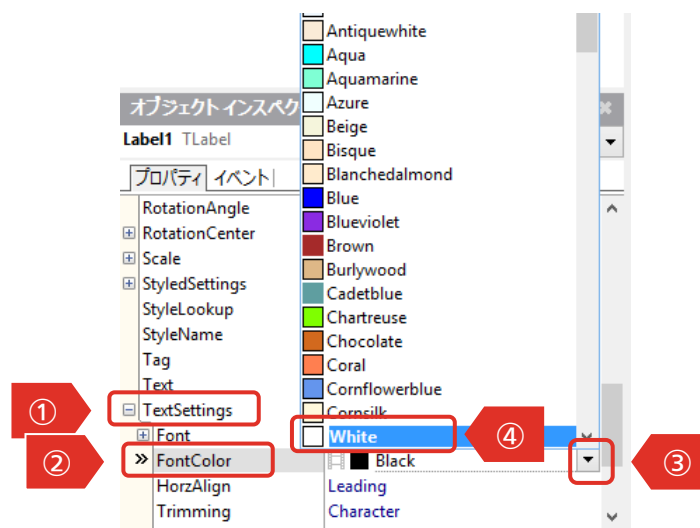 Antiquewhite
Aqua
Aquamarine
Azure
Beige
Bisque
Blanchedalmond
Blue
Blueviolet
Brown
Burlywood
Cadetblue
Chartreuse
Chocolate
Coral
Cornflowerblue
Cornsilk
White
オブジェクト インスペク
Label1 TLabel
プロパティ イベント
RotationAngle
RotationCenter
Scale
StyledSettings
StyleLookup
StyleName
Tag
Text
① TextSettings
Font ④
② FontColor Black ③
HorzAlign Leading
Trimming Character